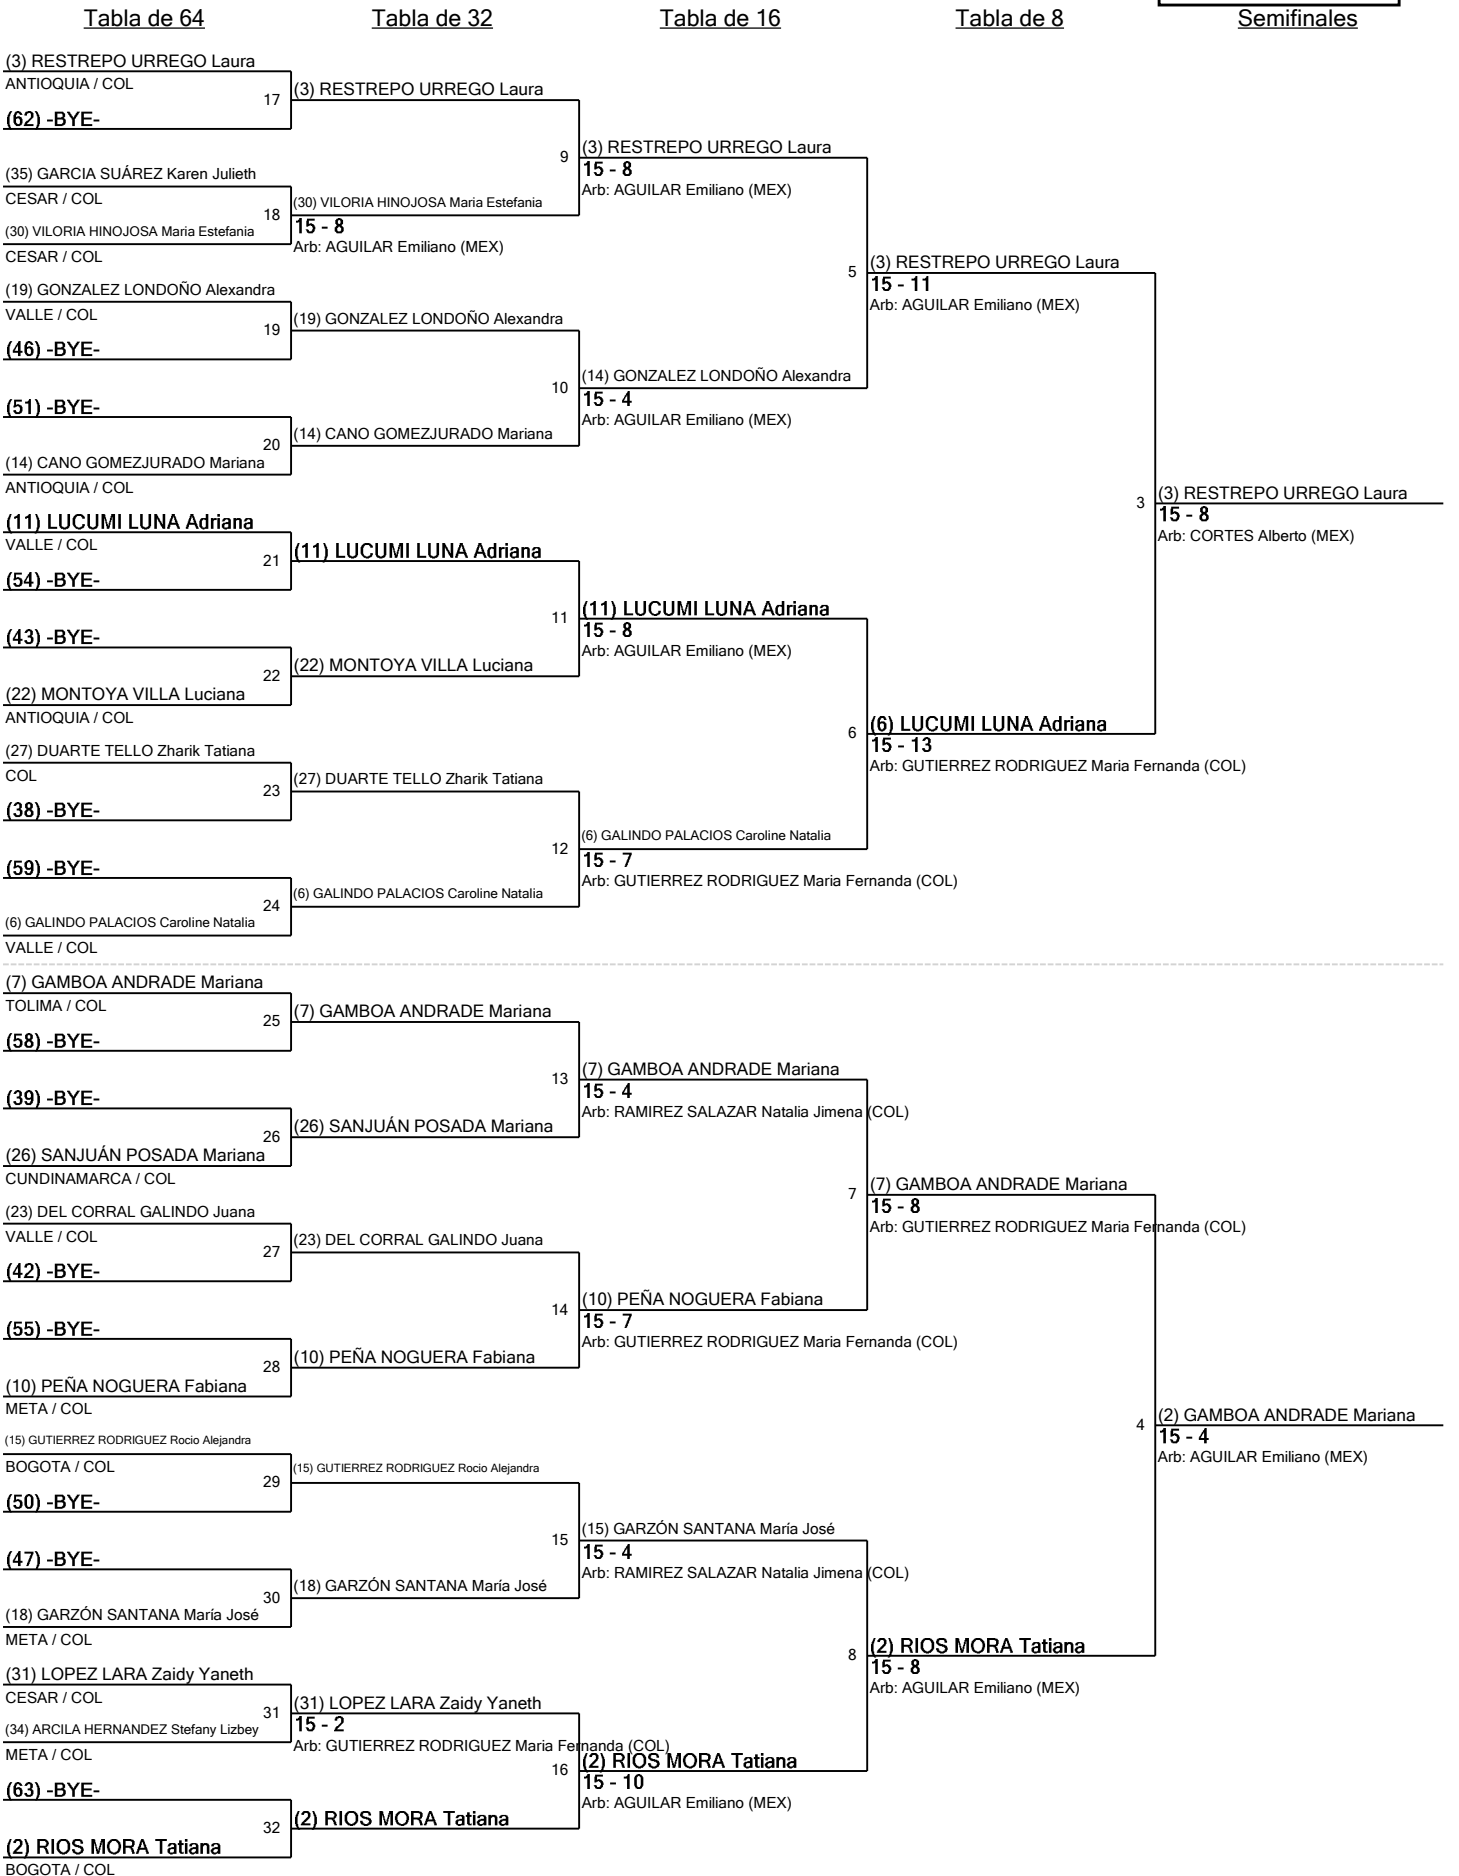 Tabla de 64
Tabla de 32
Tabla de 16
Tabla de 8
Semifinales
(3) RESTREPO URREGO Laura
ANTIOQUIA / COL
(62) -BYE-
17
(35) GARCIA SUÁREZ Karen Julieth
CESAR / COL
(30) VILORIA HINOJOSA Maria Estefania
CESAR / COL
18
(19) GONZALEZ LONDOÑO Alexandra
VALLE / COL
(46) -BYE-
19
(51) -BYE-
(14) CANO GOMEZJURADO Mariana
ANTIOQUIA / COL
20
(11) LUCUMI LUNA Adriana
VALLE / COL
(54) -BYE-
21
(43) -BYE-
(22) MONTOYA VILLA Luciana
ANTIOQUIA / COL
22
(27) DUARTE TELLO Zharik Tatiana
COL
(38) -BYE-
23
(59) -BYE-
(6) GALINDO PALACIOS Caroline Natalia
VALLE / COL
24
(7) GAMBOA ANDRADE Mariana
TOLIMA / COL
(58) -BYE-
25
(39) -BYE-
(26) SANJUÁN POSADA Mariana
CUNDINAMARCA / COL
26
(23) DEL CORRAL GALINDO Juana
VALLE / COL
(42) -BYE-
27
(55) -BYE-
(10) PEÑA NOGUERA Fabiana
META / COL
28
(15) GUTIERREZ RODRIGUEZ Rocio Alejandra
BOGOTA / COL
(50) -BYE-
29
(47) -BYE-
(18) GARZÓN SANTANA María José
META / COL
30
(31) LOPEZ LARA Zaidy Yaneth
CESAR / COL
(34) ARCILA HERNANDEZ Stefany Lizbey
META / COL
31
(63) -BYE-
(2) RIOS MORA Tatiana
BOGOTA / COL
32
(3) RESTREPO URREGO Laura
(30) VILORIA HINOJOSA Maria Estefania
15 - 8
Arb: AGUILAR Emiliano (MEX)
9
(19) GONZALEZ LONDOÑO Alexandra
(14) CANO GOMEZJURADO Mariana
10
(11) LUCUMI LUNA Adriana
(22) MONTOYA VILLA Luciana
11
(27) DUARTE TELLO Zharik Tatiana
(6) GALINDO PALACIOS Caroline Natalia
12
(7) GAMBOA ANDRADE Mariana
(26) SANJUÁN POSADA Mariana
13
(23) DEL CORRAL GALINDO Juana
(10) PEÑA NOGUERA Fabiana
14
(15) GUTIERREZ RODRIGUEZ Rocio Alejandra
(18) GARZÓN SANTANA María José
15
(31) LOPEZ LARA Zaidy Yaneth
15 - 2
Arb: GUTIERREZ RODRIGUEZ Maria Fernanda (COL)
(2) RIOS MORA Tatiana
16
(3) RESTREPO URREGO Laura
15 - 8
Arb: AGUILAR Emiliano (MEX)
(14) GONZALEZ LONDOÑO Alexandra
15 - 4
Arb: AGUILAR Emiliano (MEX)
5
(11) LUCUMI LUNA Adriana
15 - 8
Arb: AGUILAR Emiliano (MEX)
(6) GALINDO PALACIOS Caroline Natalia
15 - 7
Arb: GUTIERREZ RODRIGUEZ Maria Fernanda (COL)
6
(7) GAMBOA ANDRADE Mariana
15 - 4
Arb: RAMIREZ SALAZAR Natalia Jimena (COL)
(10) PEÑA NOGUERA Fabiana
15 - 7
Arb: GUTIERREZ RODRIGUEZ Maria Fernanda (COL)
7
(15) GARZÓN SANTANA María José
15 - 4
Arb: RAMIREZ SALAZAR Natalia Jimena (COL)
(2) RIOS MORA Tatiana
15 - 10
Arb: AGUILAR Emiliano (MEX)
8
(3) RESTREPO URREGO Laura
15 - 11
Arb: AGUILAR Emiliano (MEX)
(6) LUCUMI LUNA Adriana
15 - 13
Arb: GUTIERREZ RODRIGUEZ Maria Fernanda (COL)
3
(7) GAMBOA ANDRADE Mariana
15 - 8
Arb: GUTIERREZ RODRIGUEZ Maria Fernanda (COL)
(2) RIOS MORA Tatiana
15 - 8
Arb: AGUILAR Emiliano (MEX)
4
(3) RESTREPO URREGO Laura
15 - 8
Arb: CORTES Alberto (MEX)
(2) GAMBOA ANDRADE Mariana
15 - 4
Arb: AGUILAR Emiliano (MEX)